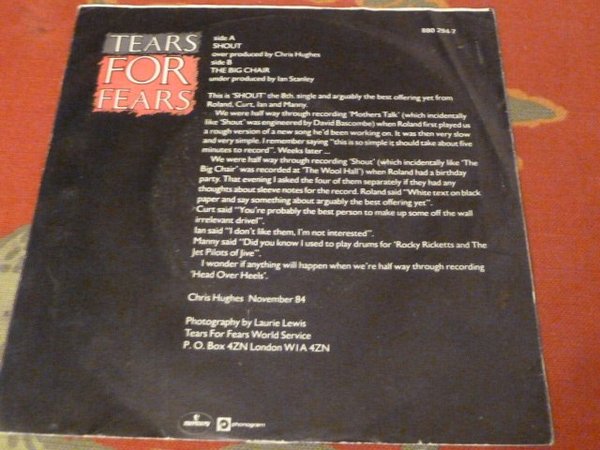 TEARS
FOR
FEARS
880 294-7
side A
SHOUT
over produced by Chris Hughes
side B
THE BIG CHAIR
under produced by Ian Stanley
This is 'SHOUT' the 8th. single and arguably the best offering yet from
Roland, Curt, Ian and Manny.
We were half way through recording 'Mothers Talk' (which incidentally
like 'Shout' was engineered by David Bascombe) when Roland first played us
a rough version of a new song he'd been working on. It was then very slow
and very simple. I remember saying "this is so simple it should take about five
minutes to record". Weeks later ...
We were half way through recording 'Shout' (which incidentally like 'The
Big Chair' was recorded at 'The Wool Hall') when Roland had a birthday
party. That evening I asked the four of them separately if they had any
thoughts about sleeve notes for the record. Roland said "White text on black
paper and say something about arguably the best offering yet".
Curt said "You're probably the best person to make up some off the wall
irrelevant drivel".
Ian said "I don't like them, I'm not interested".
Manny said "Did you know I used to play drums for 'Rocky Ricketts and The
Jet Pilots of Jive".
I wonder if anything will happen when we're half way through recording
'Head Over Heels'.
Chris Hughes November 84
Photography by Laurie Lewis
Tears For Fears World Service
P. O. Box 4ZN London W1A 4ZN
mercury phonogram